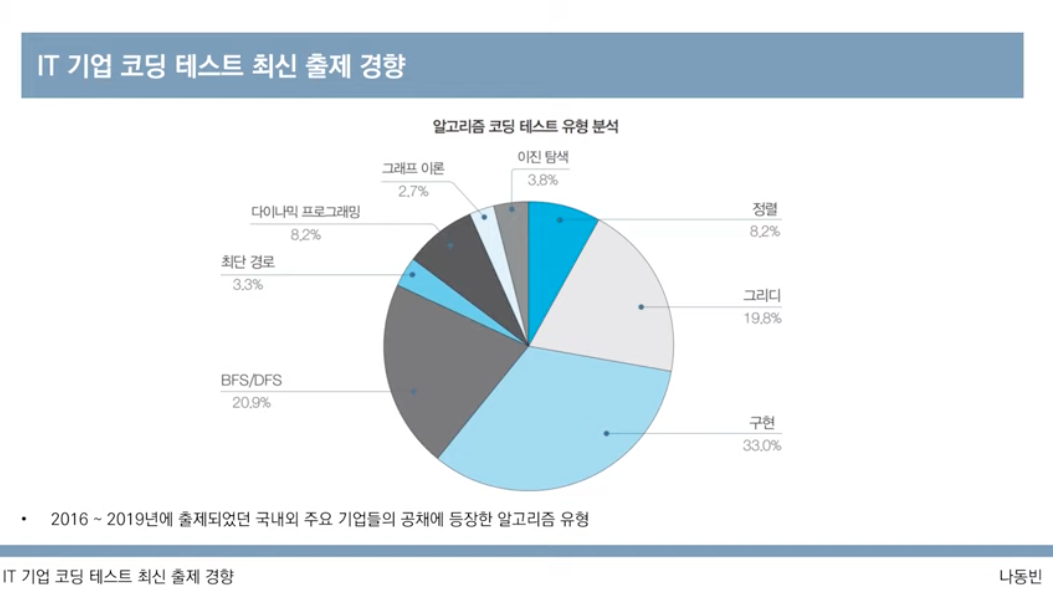 IT 기업 코딩 테스트 최신 출제 경향
알고리즘 코딩 테스트 유형 분석
이진 탐색
3.8%
그래프 이론
2.7%
다이나믹 프로그래밍
8.2%
최단 경로
3.3%
BFS/DFS
20.9%
정렬
8.2%
그리디
19.8%
구현
33.0%
• 2016 ~ 2019년에 출제되었던 국내외 주요 기업들의 공채에 등장한 알고리즘 유형
IT 기업 코딩 테스트 최신 출제 경향
나동빈